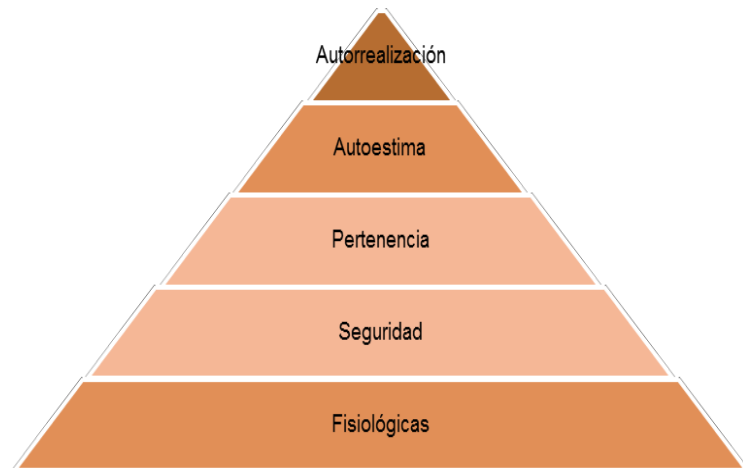 Autorrealización
Autoestima
Pertenencia
Seguridad
Fisiológicas